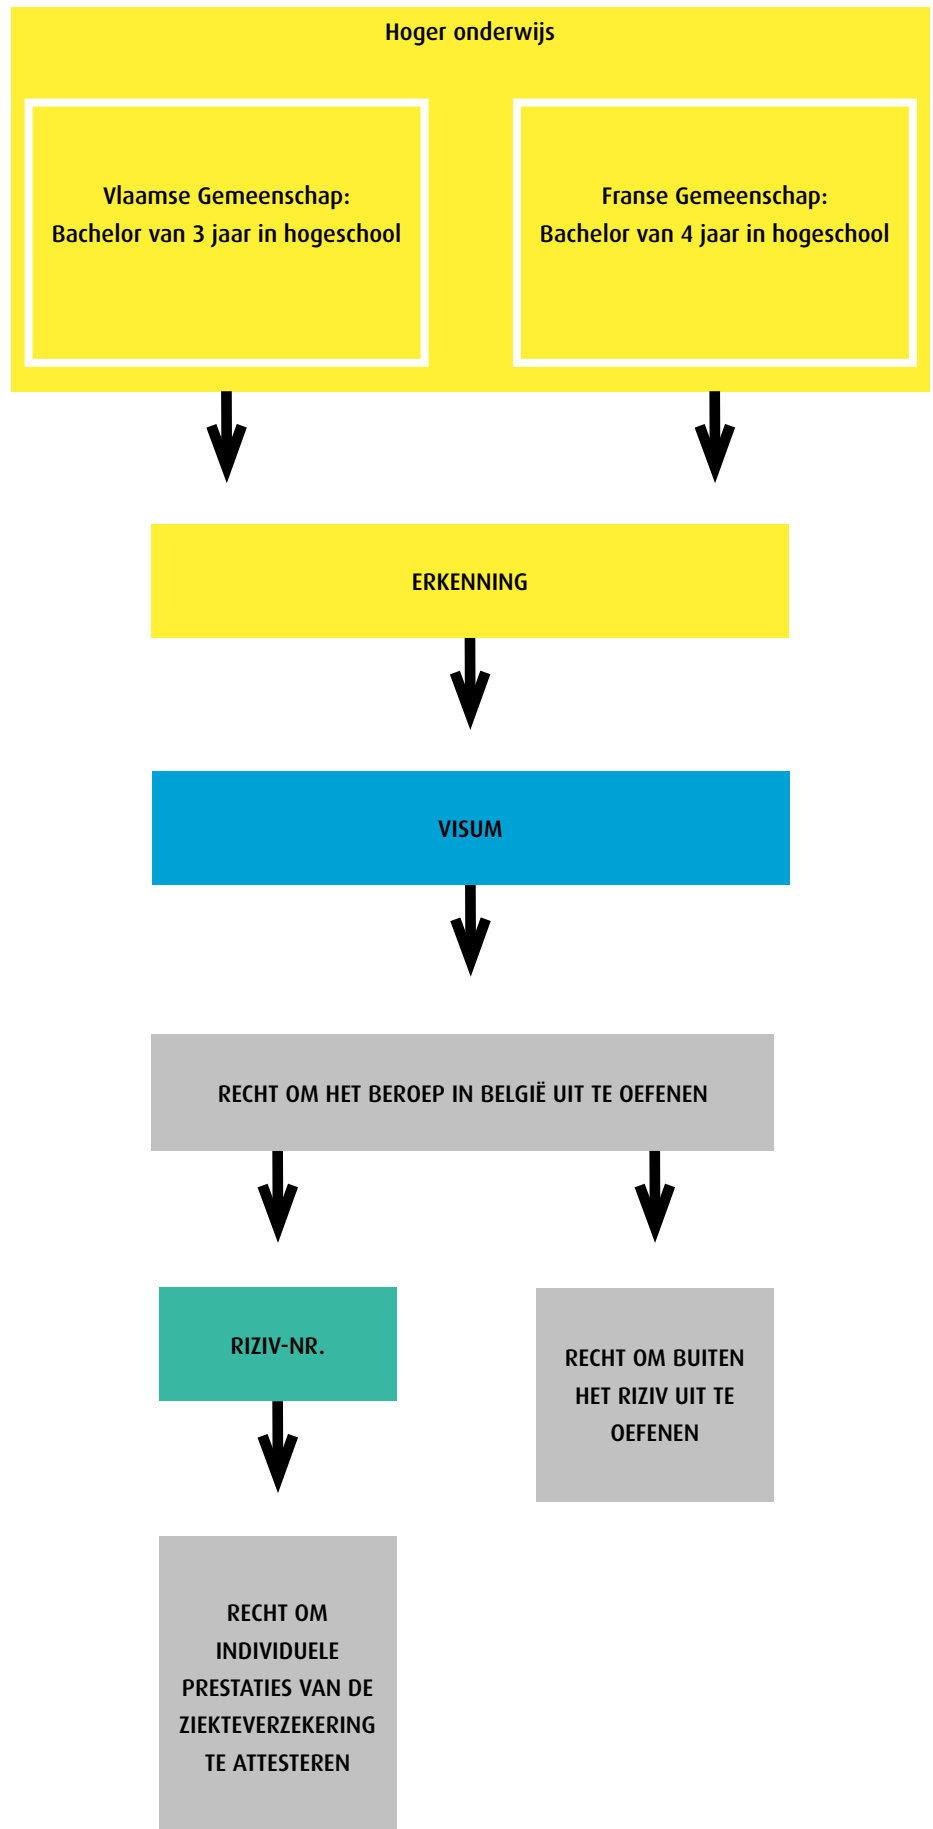 Hoger onderwijs
Vlaamse Gemeenschap:
Bachelor van 3 jaar in hogeschool
Franse Gemeenschap:
Bachelor van 4 jaar in hogeschool
ERKENNING
VISUM
RECHT OM HET BEROEP IN BELGIË UIT TE OEFENEN
RIZIV-NR.
RECHT OM BUITEN
HET RIZIV UIT TE
OEFENEN
RECHT OM
INDIVIDUELE
PRESTATIES VAN DE
ZIEKTEVERZEKERING
TE ATTESTEREN